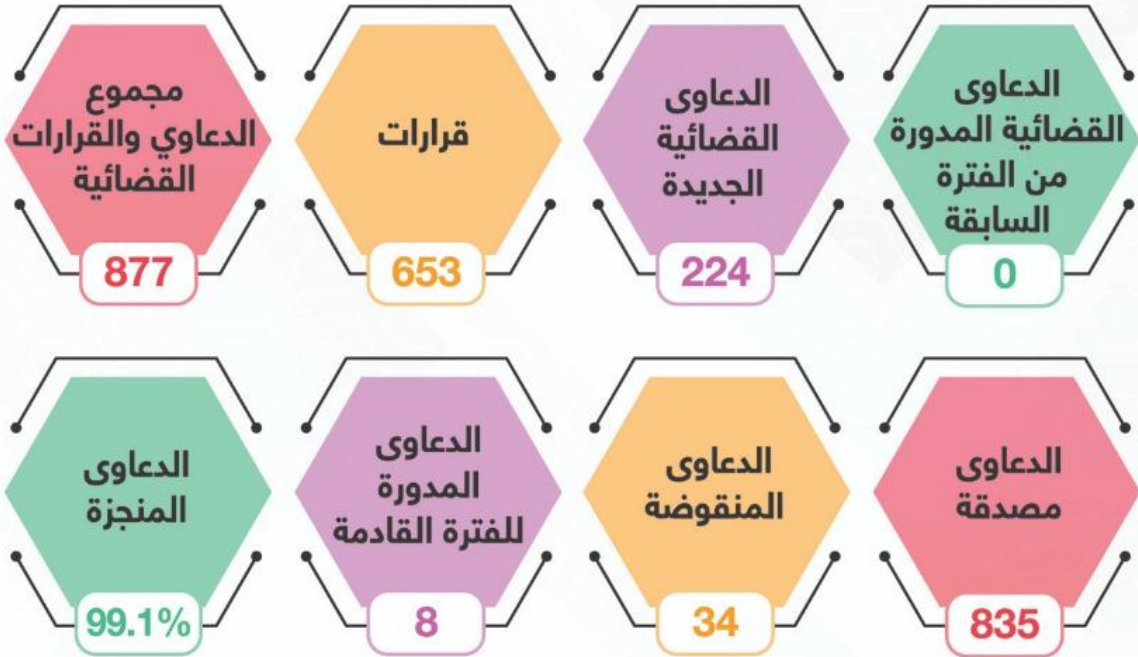 الدعاوى
القضائية المدورة
من الفترة
السابقة
0
الدعاوى
القضائية
الجديدة
224
قرارات
653
مجموع
الدعاوي والقرارات
القضائية
877
الدعاوى
مصدقة
835
الدعاوى
المنقوضة
34
الدعاوى
المدورة
للفترة القادمة
8
الدعاوى
المنجزة
99.1%